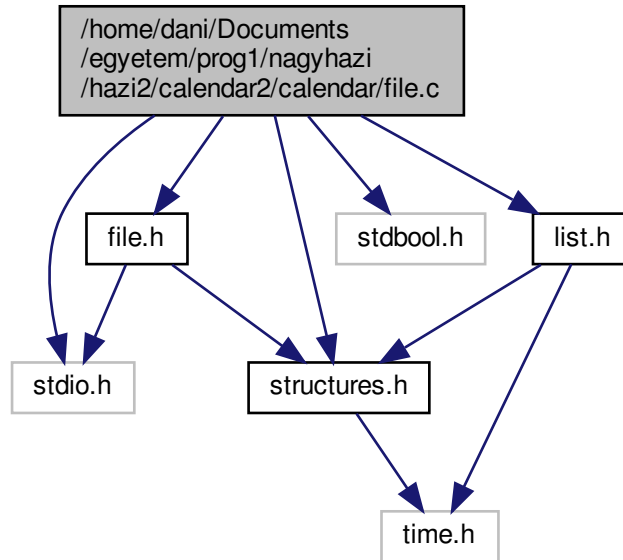 /home/dani/Documents
/egyetem/prog1/nagyhazi
/hazi2/calendar2/calendar/file.c
file.h
stdbool.h
list.h
stdio.h
structures.h
time.h